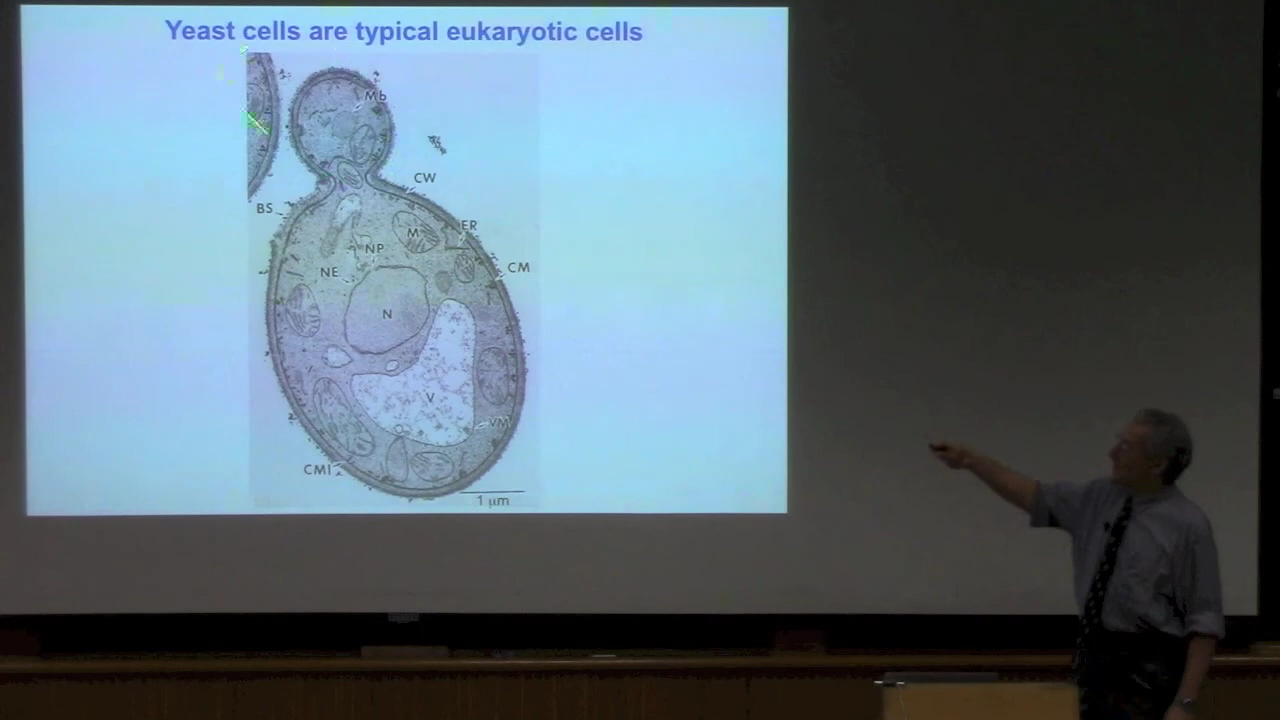 Yeast cells are typical eukaryotic cells
Mb
CW
BS
ER
M
NP
NE
CM
N
V
VM
CMI
1 μm